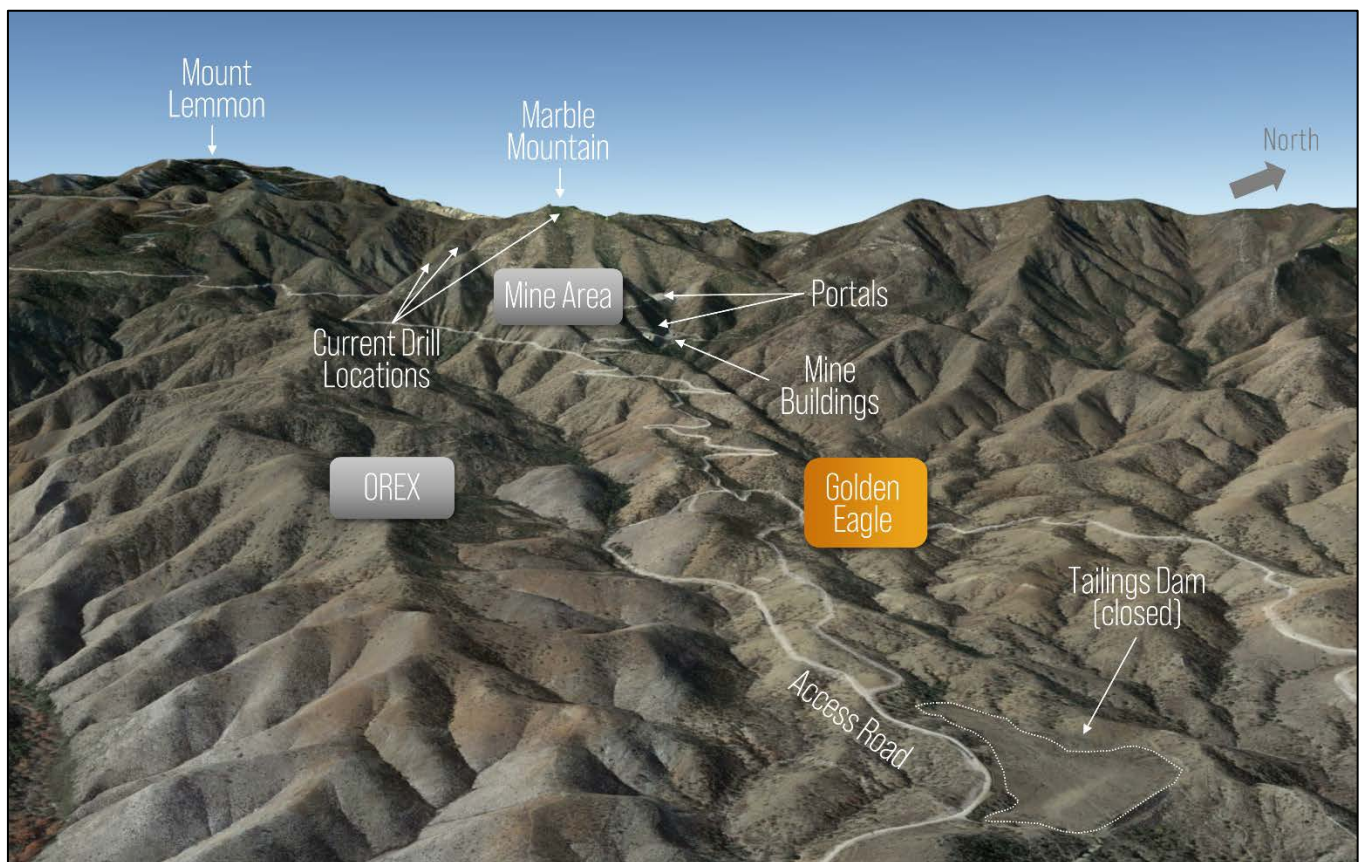 Mount
Lemmon
Marble
Mountain
North
Mine Area
Portals
Current Drill
Locations
Mine
Buildings
OREX
Golden
Eagle
Tailings Dam
(closed)
Access Road